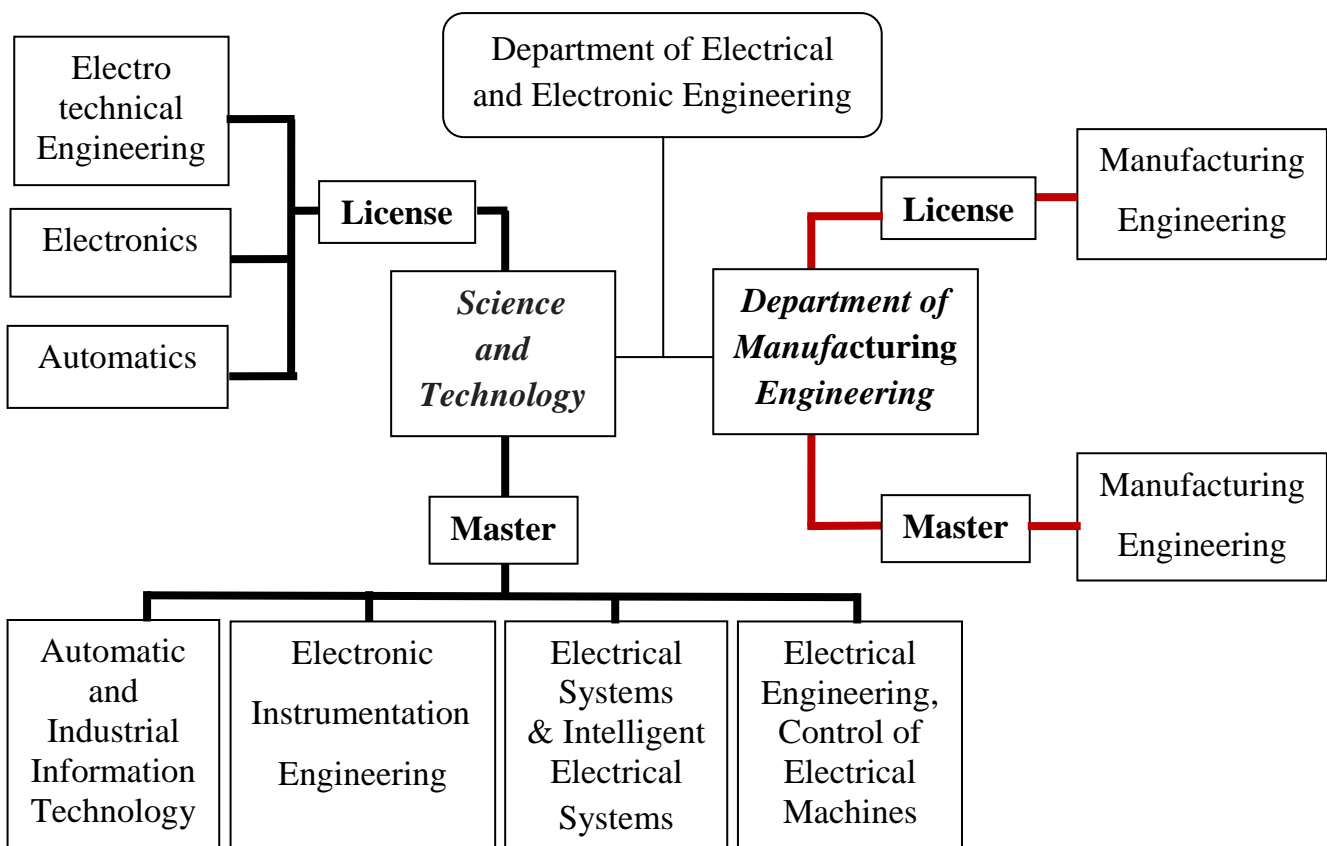 Department of Electrical
and Electronic Engineering
Electro
technical
Engineering
Electronics
Automatics
License
Science
and
Technology
Master
Automatic
and
Industrial
Information
Technology
Electronic
Instrumentation
Engineering
Electrical
Systems
& Intelligent
Electrical
Systems
Electrical
Engineering,
Control of
Electrical
Machines
Department of
Manufacturing
Engineering
License
Manufacturing
Engineering
Master
Manufacturing
Engineering